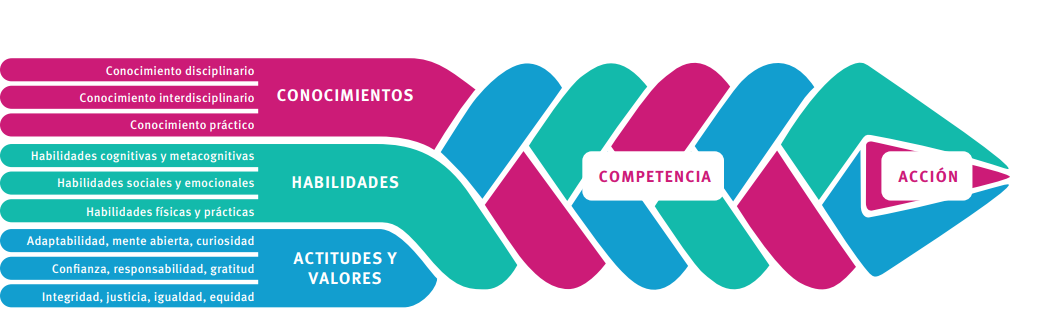 Conocimiento disciplinario
Conocimiento interdisciplinario
Conocimiento práctico
CONOCIMIENTOS
Habilidades cognitivas y metacognitivas
Habilidades sociales y emocionales
Habilidades físicas y prácticas
HABILIDADES
Adaptabilidad, mente abierta, curiosidad
Confianza, responsabilidad, gratitud
Integridad, justicia, igualdad, equidad
ACTITUDES Y
VALORES
COMPETENCIA
ACCIÓN